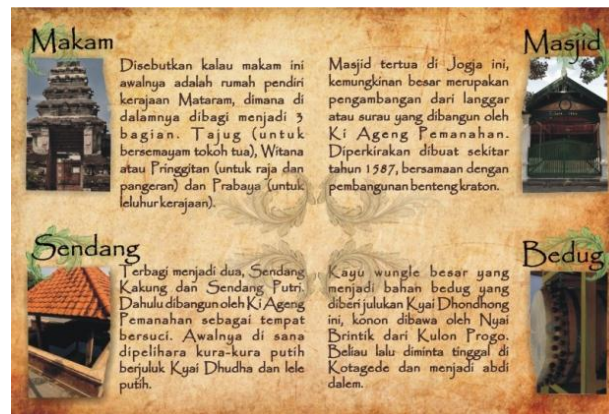 Makam
Disebutkan kalau makam ini
awalnya adalah rumah pendiri
kerajaan Mataram, dimana di
dalamnya dibagi menjadi 3
bagian. Tajug (untuk
bersemayam tokoh tua), Witana
atau Pringgitan (untuk raja dan
pangeran) dan Prabaya (untuk
leluhur kerajaan).
Masjid
Masjid tertua di Jogja ini,
kemungkinan besar merupakan
pengambangan dari langgar
atau surau yang dibangun oleh
Ki Ageng Pemanahan.
Diperkirakan dibuat sekitar
tahun 1587, bersamaan dengan
pembangunan benteng kraton.
Sendang
Terbagi menjadi dua, Sendang
Kakung dan Sendang Putri.
Dahulu dibangun oleh Ki Ageng
Pemanahan sebagai tempat
bersuci. Awalnya di sana
dipelihara kura-kura putih
berjuluk Kyai Dhudha dan lele
putih.
Bedug
Kayu wungle besar yang
menjadi bahan bedug yang
diberi julukan Kyai Dhondhong
ini, konon dibawa oleh Nyai
Brintik dari Kulon Progo.
Beliau lalu diminta tinggal di
Kotagede dan menjadi abdi
dalem.